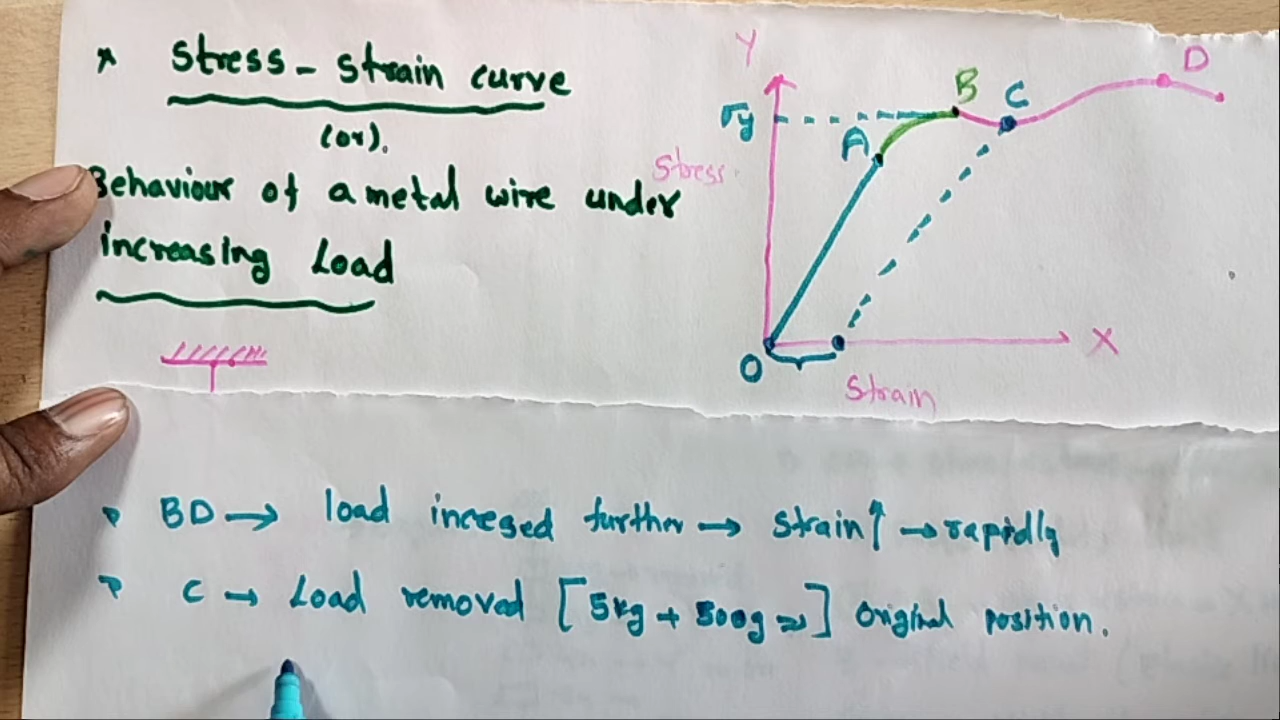 * Stress - Strain curve
(or).
Behaviour of a metal wire under
increasing Load
Y
σy
Stress
A
B
C
D
O
X
Strain
BD → load incresed further → Strain↑ → rapidly
C → Load removed [5kg + 500g ⇒] Original position.